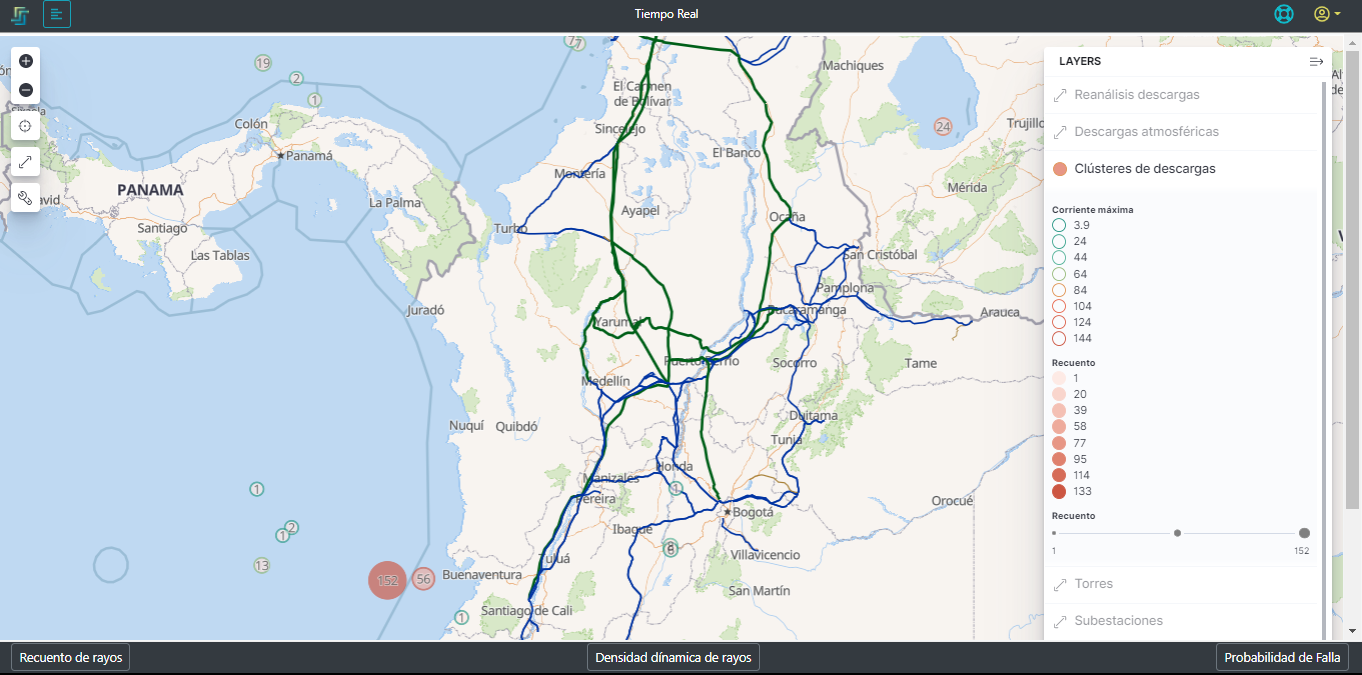 Tiempo Real
19
2
1
77
Colón
Panamá
PANAMA
Santiago
Las Tablas
La Palma
Juradó
El Carmen
de Bolívar
Sincelejo
Montería
Turbo
Ayapel
El Banco
Machiques
24
Trujillo
Mérida
Ocaña
San Cristóbal
Pamplona
Bucaramanga
Arauca
Yarumal
Puerto Berrío
Socorro
Tame
Medellín
Nuquí
Quibdó
Duitama
Tunja
Honda
Manizales
1
Pereira
Bogotá
Orocué
Ibagué
8
Villavicencio
Tuluá
Buenaventura
San Martín
Santiago de Cali
1
2
1
13
152
56
1
LAYERS
Reanálisis descargas
Descargas atmosféricas
Clústeres de descargas
Corriente máxima
3.9
24
44
64
84
104
124
144
Recuento
1
20
39
58
77
95
114
133
Recuento
1
152
Torres
Subestaciones
Recuento de rayos
Densidad dínamica de rayos
Probabilidad de Falla